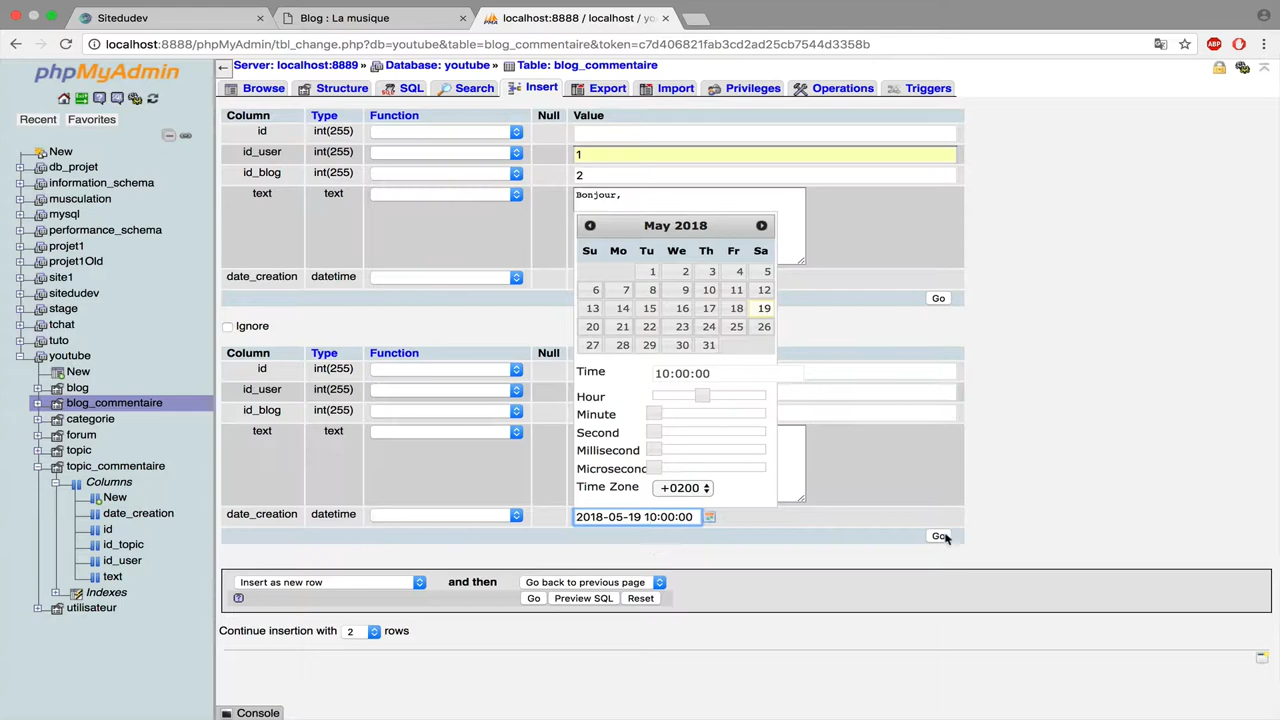 Sitedudev
Blog : La musique
localhost:8888 / localhost / yo
localhost:8888/phpMyAdmin/tbl_change.php?db=youtube&table=blog_commentaire&token=c7d406821fab3cd2ad25cb7544d3358b
ABP
phpMyAdmin
Recent Favorites
New
db_projet
information_schema
musculation
mysql
performance_schema
projet1
projet1Old
site1
sitedudev
stage
tchat
tuto
youtube
New
blog
blog_commentaire
categorie
forum
topic
topic_commentaire
Columns
New
date_creation
id
id_topic
id_user
text
Indexes
utilisateur
Server: localhost:8889 » Database: youtube » Table: blog_commentaire
Browse Structure SQL Search Insert Export Import Privileges Operations Triggers
Column Type Function Null Value
id int(255)
id_user int(255) 1
id_blog int(255) 2
text text Bonjour,
date_creation datetime
Go
Ignore
Column Type Function Null
id int(255)
id_user int(255)
id_blog int(255)
text text
date_creation datetime 2018-05-19 10:00:00
Go
May 2018
Su Mo Tu We Th Fr Sa
1 2 3 4 5
6 7 8 9 10 11 12
13 14 15 16 17 18 19
20 21 22 23 24 25 26
27 28 29 30 31
Time 10:00:00
Hour
Minute
Second
Millisecond
Microsecond
Time Zone +0200
Insert as new row and then Go back to previous page
Go Preview SQL Reset
Continue insertion with 2 rows
Console